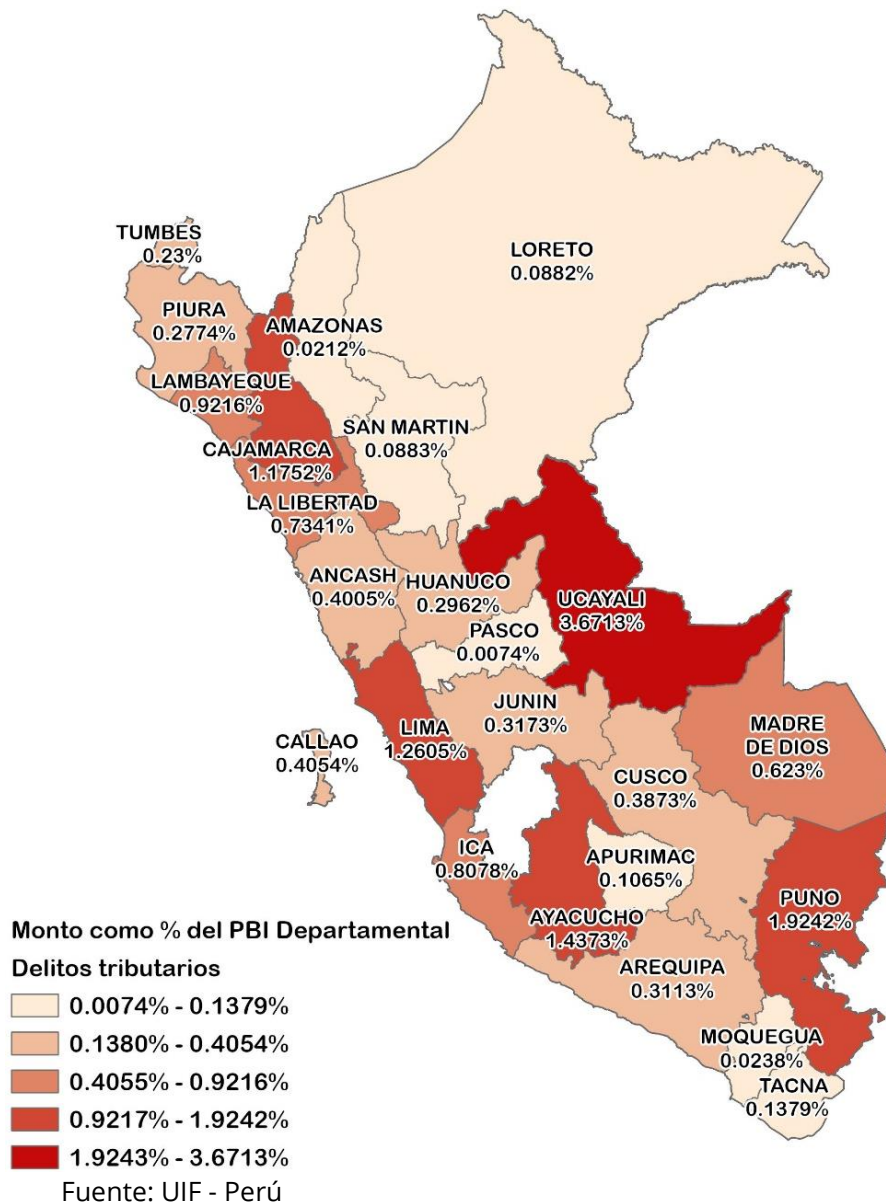 LORETO
0.0882%
TUMBES
0.23%
PIURA
0.2774%
AMAZONAS
0.0212%
LAMBAYEQUE
0.9216%
SAN MARTIN
0.0883%
CAJAMARCA
1.1752%
LA LIBERTAD
0.7341%
ANCASH
0.4005%
HUANUCO
0.2962%
UCAYALI
3.6713%
PASCO
0.0074%
JUNIN
0.3173%
LIMA
1.2605%
CALLAO
0.4054%
MADRE
DE DIOS
0.623%
CUSCO
0.3873%
ICA
0.8078%
APURIMAC
0.1065%
PUNO
1.9242%
AYACUCHO
1.4373%
AREQUIPA
0.3113%
MOQUEGUA
0.0238%
TACNA
0.1379%
Monto como % del PBI Departamental
Delitos tributarios
0.0074% - 0.1379%
0.1380% - 0.4054%
0.4055% - 0.9216%
0.9217% - 1.9242%
1.9243% - 3.6713%
Fuente: UIF - Perú